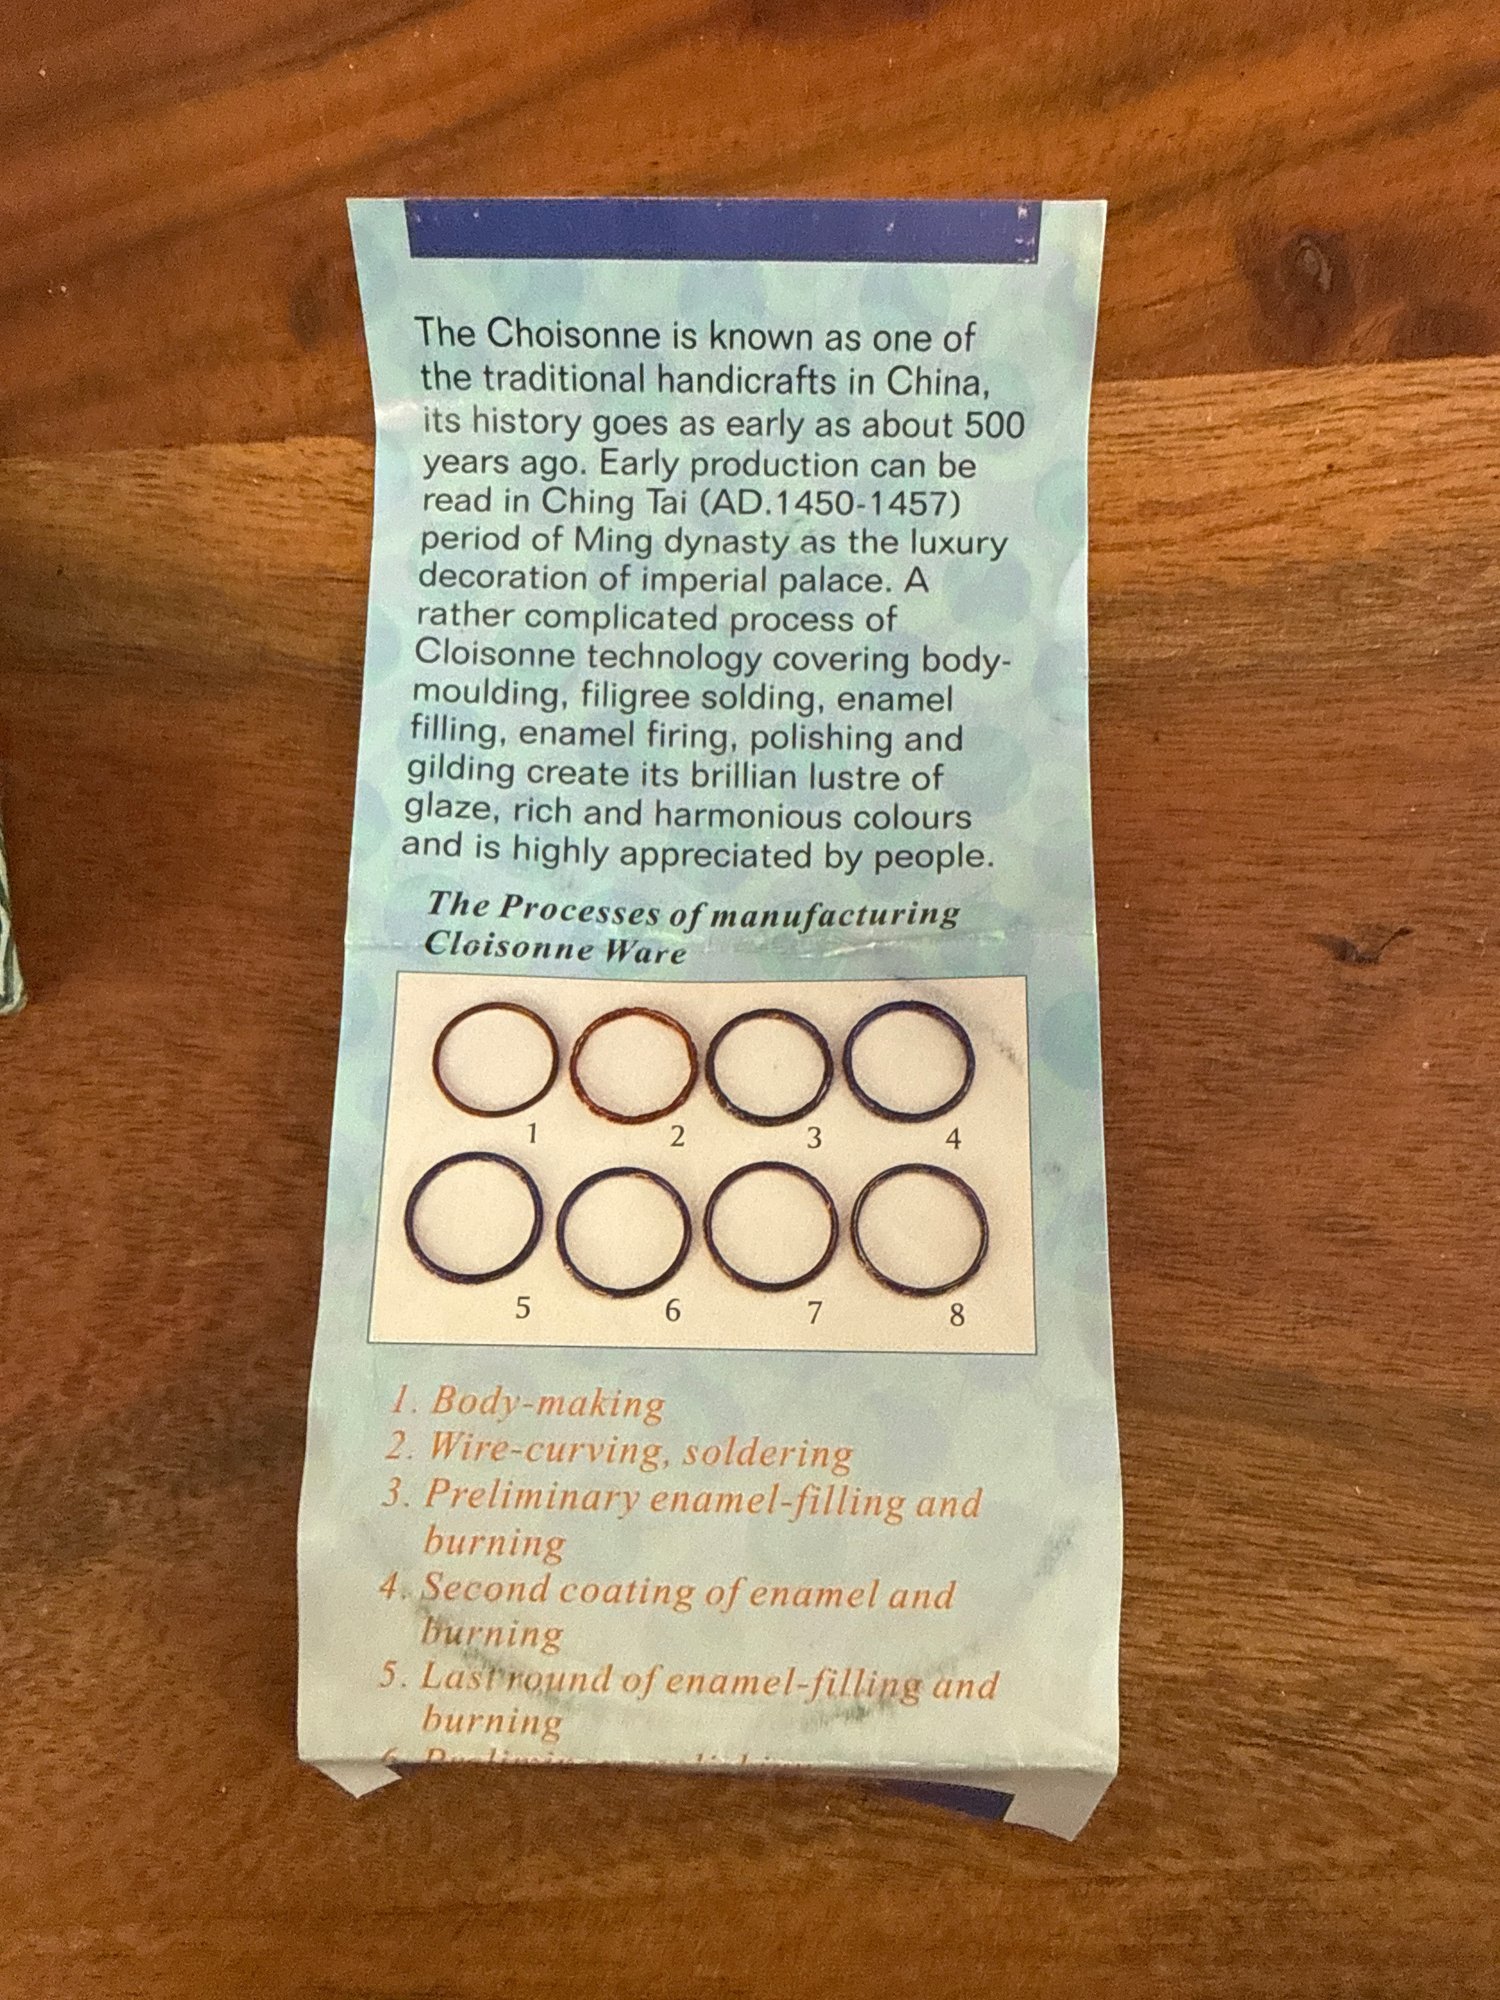 The Choisonne is known as one of
the traditional handicrafts in China,
its history goes as early as about 500
years ago. Early production can be
read in Ching Tai (AD.1450-1457)
period of Ming dynasty as the luxury
decoration of imperial palace. A
rather complicated process of
Cloisonne technology covering body-
moulding, filigree solding, enamel
filling, enamel firing, polishing and
gilding create its brillian lustre of
glaze, rich and harmonious colours
and is highly appreciated by people.
The Processes of manufacturing
Cloisonne Ware
1 2 3 4
5 6 7 8
1. Body-making
2. Wire-curving, soldering
3. Preliminary enamel-filling and
burning
4. Second coating of enamel and
burning
5. Last round of enamel-filling and
burning